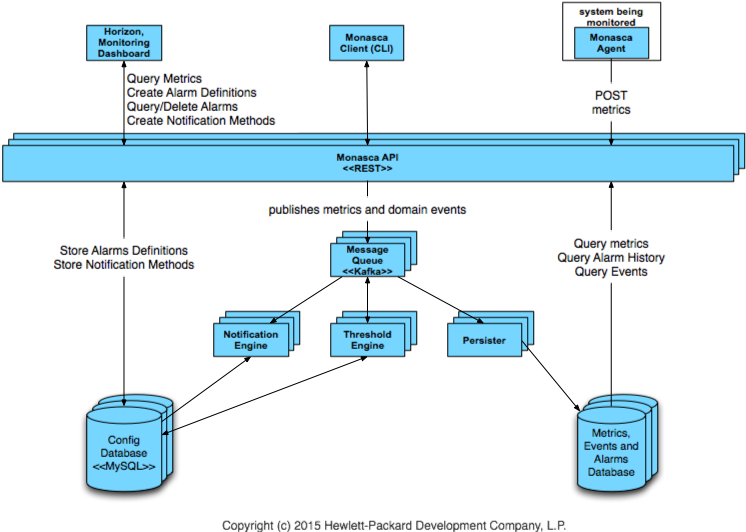 Horizon,
Monitoring
Dashboard
Monasca
Client (CLI)
system being
monitored
Monasca
Agent
Query Metrics
Create Alarm Definitions
Query/Delete Alarms
Create Notification Methods
POST
metrics
Monasca API
<<REST>>
publishes metrics and domain events
Store Alarms Definitions
Store Notification Methods
Message
Queue
<<Kafka>>
Query metrics
Query Alarm History
Query Events
Notification
Engine
Threshold
Engine
Persister
Config
Database
<<MySQL>>
Metrics,
Events and
Alarms
Database
Copyright (c) 2015 Hewlett-Packard Development Company, L.P.